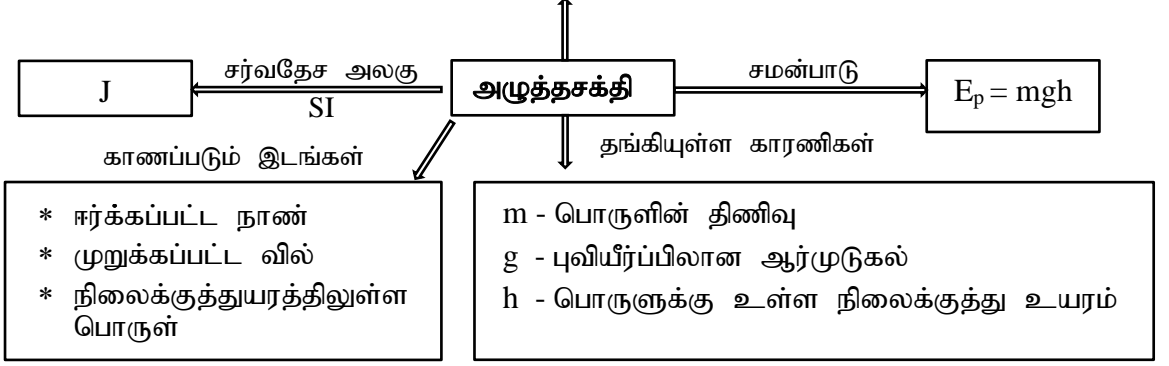 சர்வதேச அலகு
சமன்பாடு
J
அழுத்தசக்தி
Eₚ = mgh
SI
காணப்படும் இடங்கள்
தங்கியுள்ள காரணிகள்
* ஈர்க்கப்பட்ட நாண்
* முறுக்கப்பட்ட வில்
* நிலைக்குத்துயரத்திலுள்ள
பொருள்
m - பொருளின் திணிவு
g - புவியீர்ப்பிலான ஆர்முடுகல்
h - பொருளுக்கு உள்ள நிலைக்குத்து உயரம்